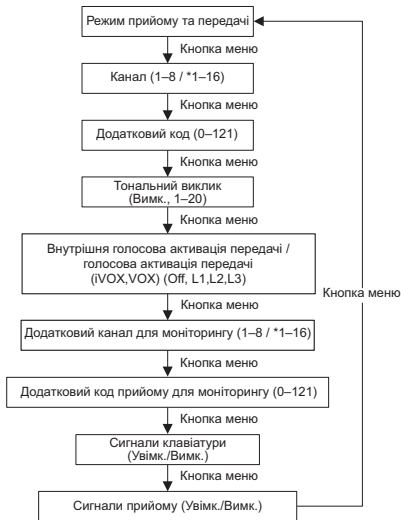 Режим прийому та передачі
Кнопка меню
Канал (1–8 / *1–16)
Кнопка меню
Додатковий код (0–121)
Кнопка меню
Тональний виклик
(Вимк., 1–20)
Кнопка меню
Внутрішня голосова активація передачі /
голосова активація передачі
(iVOX,VOX) (Off, L1,L2,L3)
Кнопка меню
Кнопка меню
Додатковий канал для моніторингу (1–8 / *1–16)
Кнопка меню
Додатковий код прийому для моніторингу (0–121)
Кнопка меню
Сигнали клавіатури
(Увімк./Вимк.)
Кнопка меню
Сигнали прийому (Увімк./Вимк.)